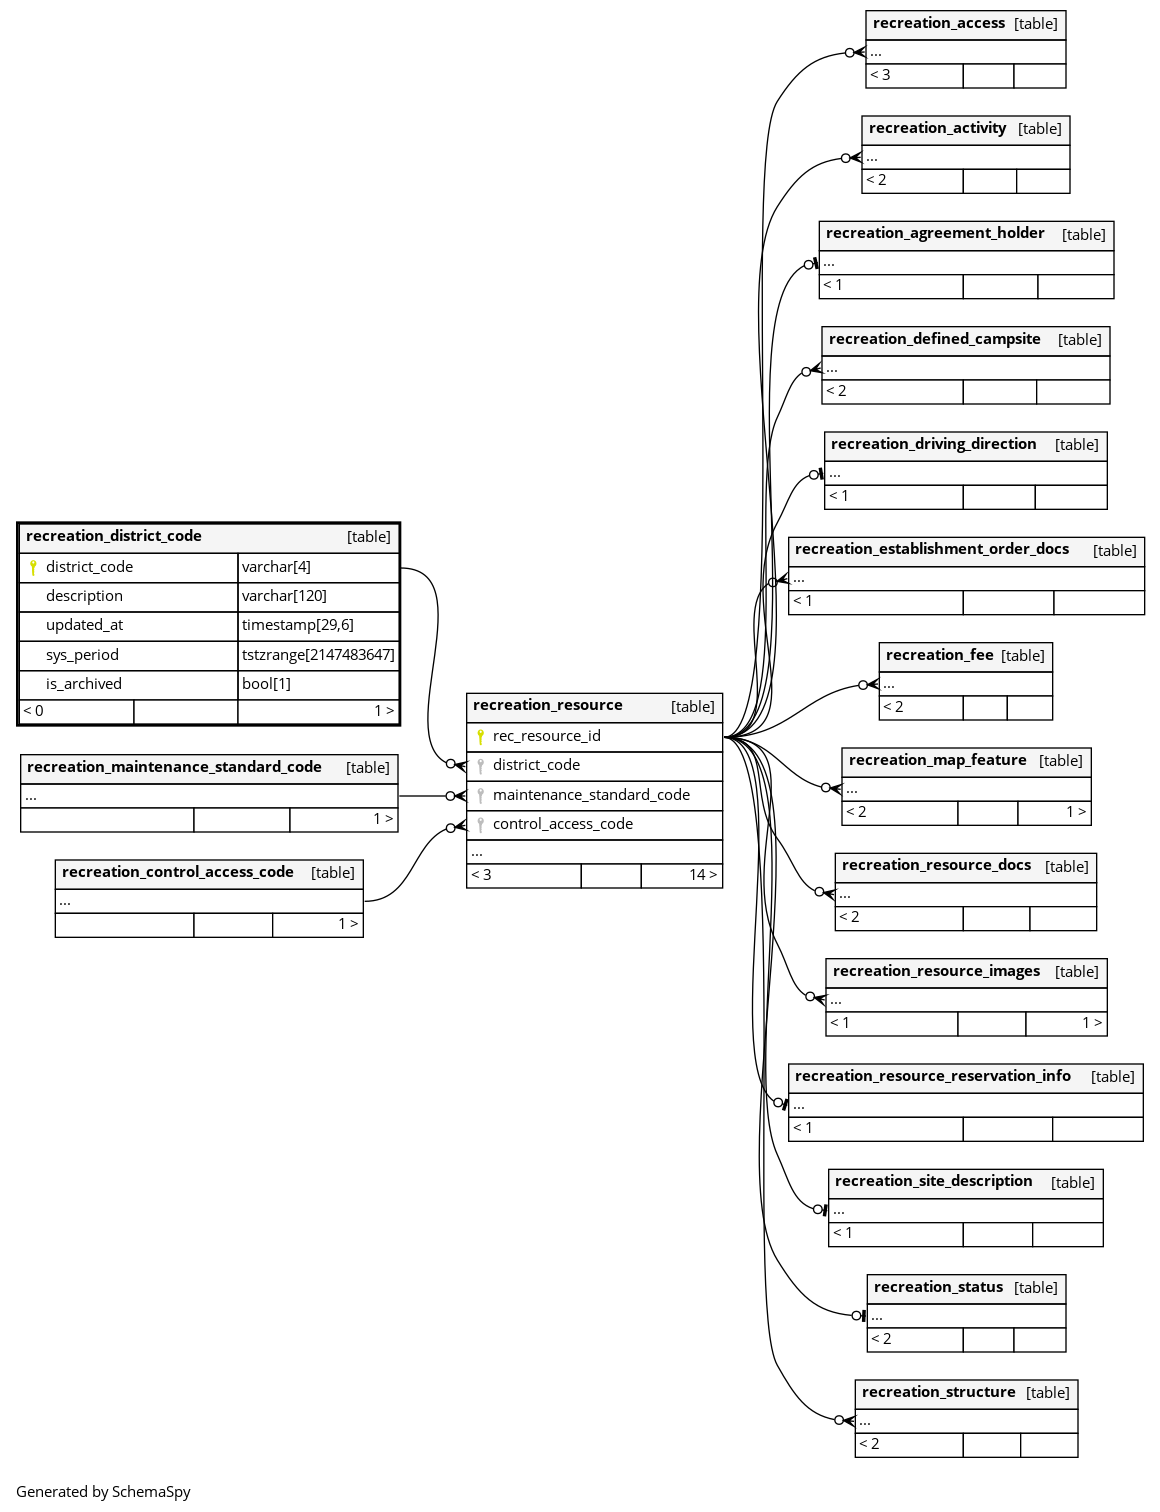 recreation_access [table]
...
< 3
recreation_activity [table]
...
< 2
recreation_agreement_holder [table]
...
< 1
recreation_defined_campsite [table]
...
< 2
recreation_driving_direction [table]
...
< 1
recreation_district_code [table]
district_code varchar[4]
description varchar[120]
updated_at timestamp[29,6]
sys_period tstzrange[2147483647]
is_archived bool[1]
< 0 1 >
recreation_establishment_order_docs [table]
...
< 1
recreation_fee [table]
...
< 2
recreation_resource [table]
rec_resource_id
district_code
maintenance_standard_code
control_access_code
...
< 3 14 >
recreation_maintenance_standard_code [table]
...
1 >
recreation_map_feature [table]
...
< 2 1 >
recreation_control_access_code [table]
...
1 >
recreation_resource_docs [table]
...
< 2
recreation_resource_images [table]
...
< 1 1 >
recreation_resource_reservation_info [table]
...
< 1
recreation_site_description [table]
...
< 1
recreation_status [table]
...
< 2
recreation_structure [table]
...
< 2
Generated by SchemaSpy